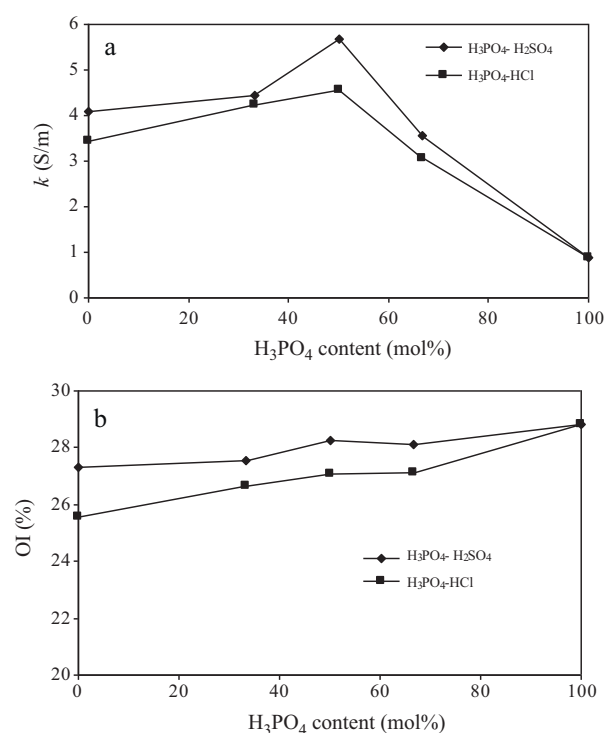 6
a
H₃PO₄- H₂SO₄
5
H₃PO₄-HCl
4
k (S/m)
3
2
1
0
0 20 40 60 80 100
H₃PO₄ content (mol%)
30
b
28
26
OI (%)
24
H₃PO₄- H₂SO₄
H₃PO₄-HCl
22
20
0 20 40 60 80 100
H₃PO₄ content (mol%)